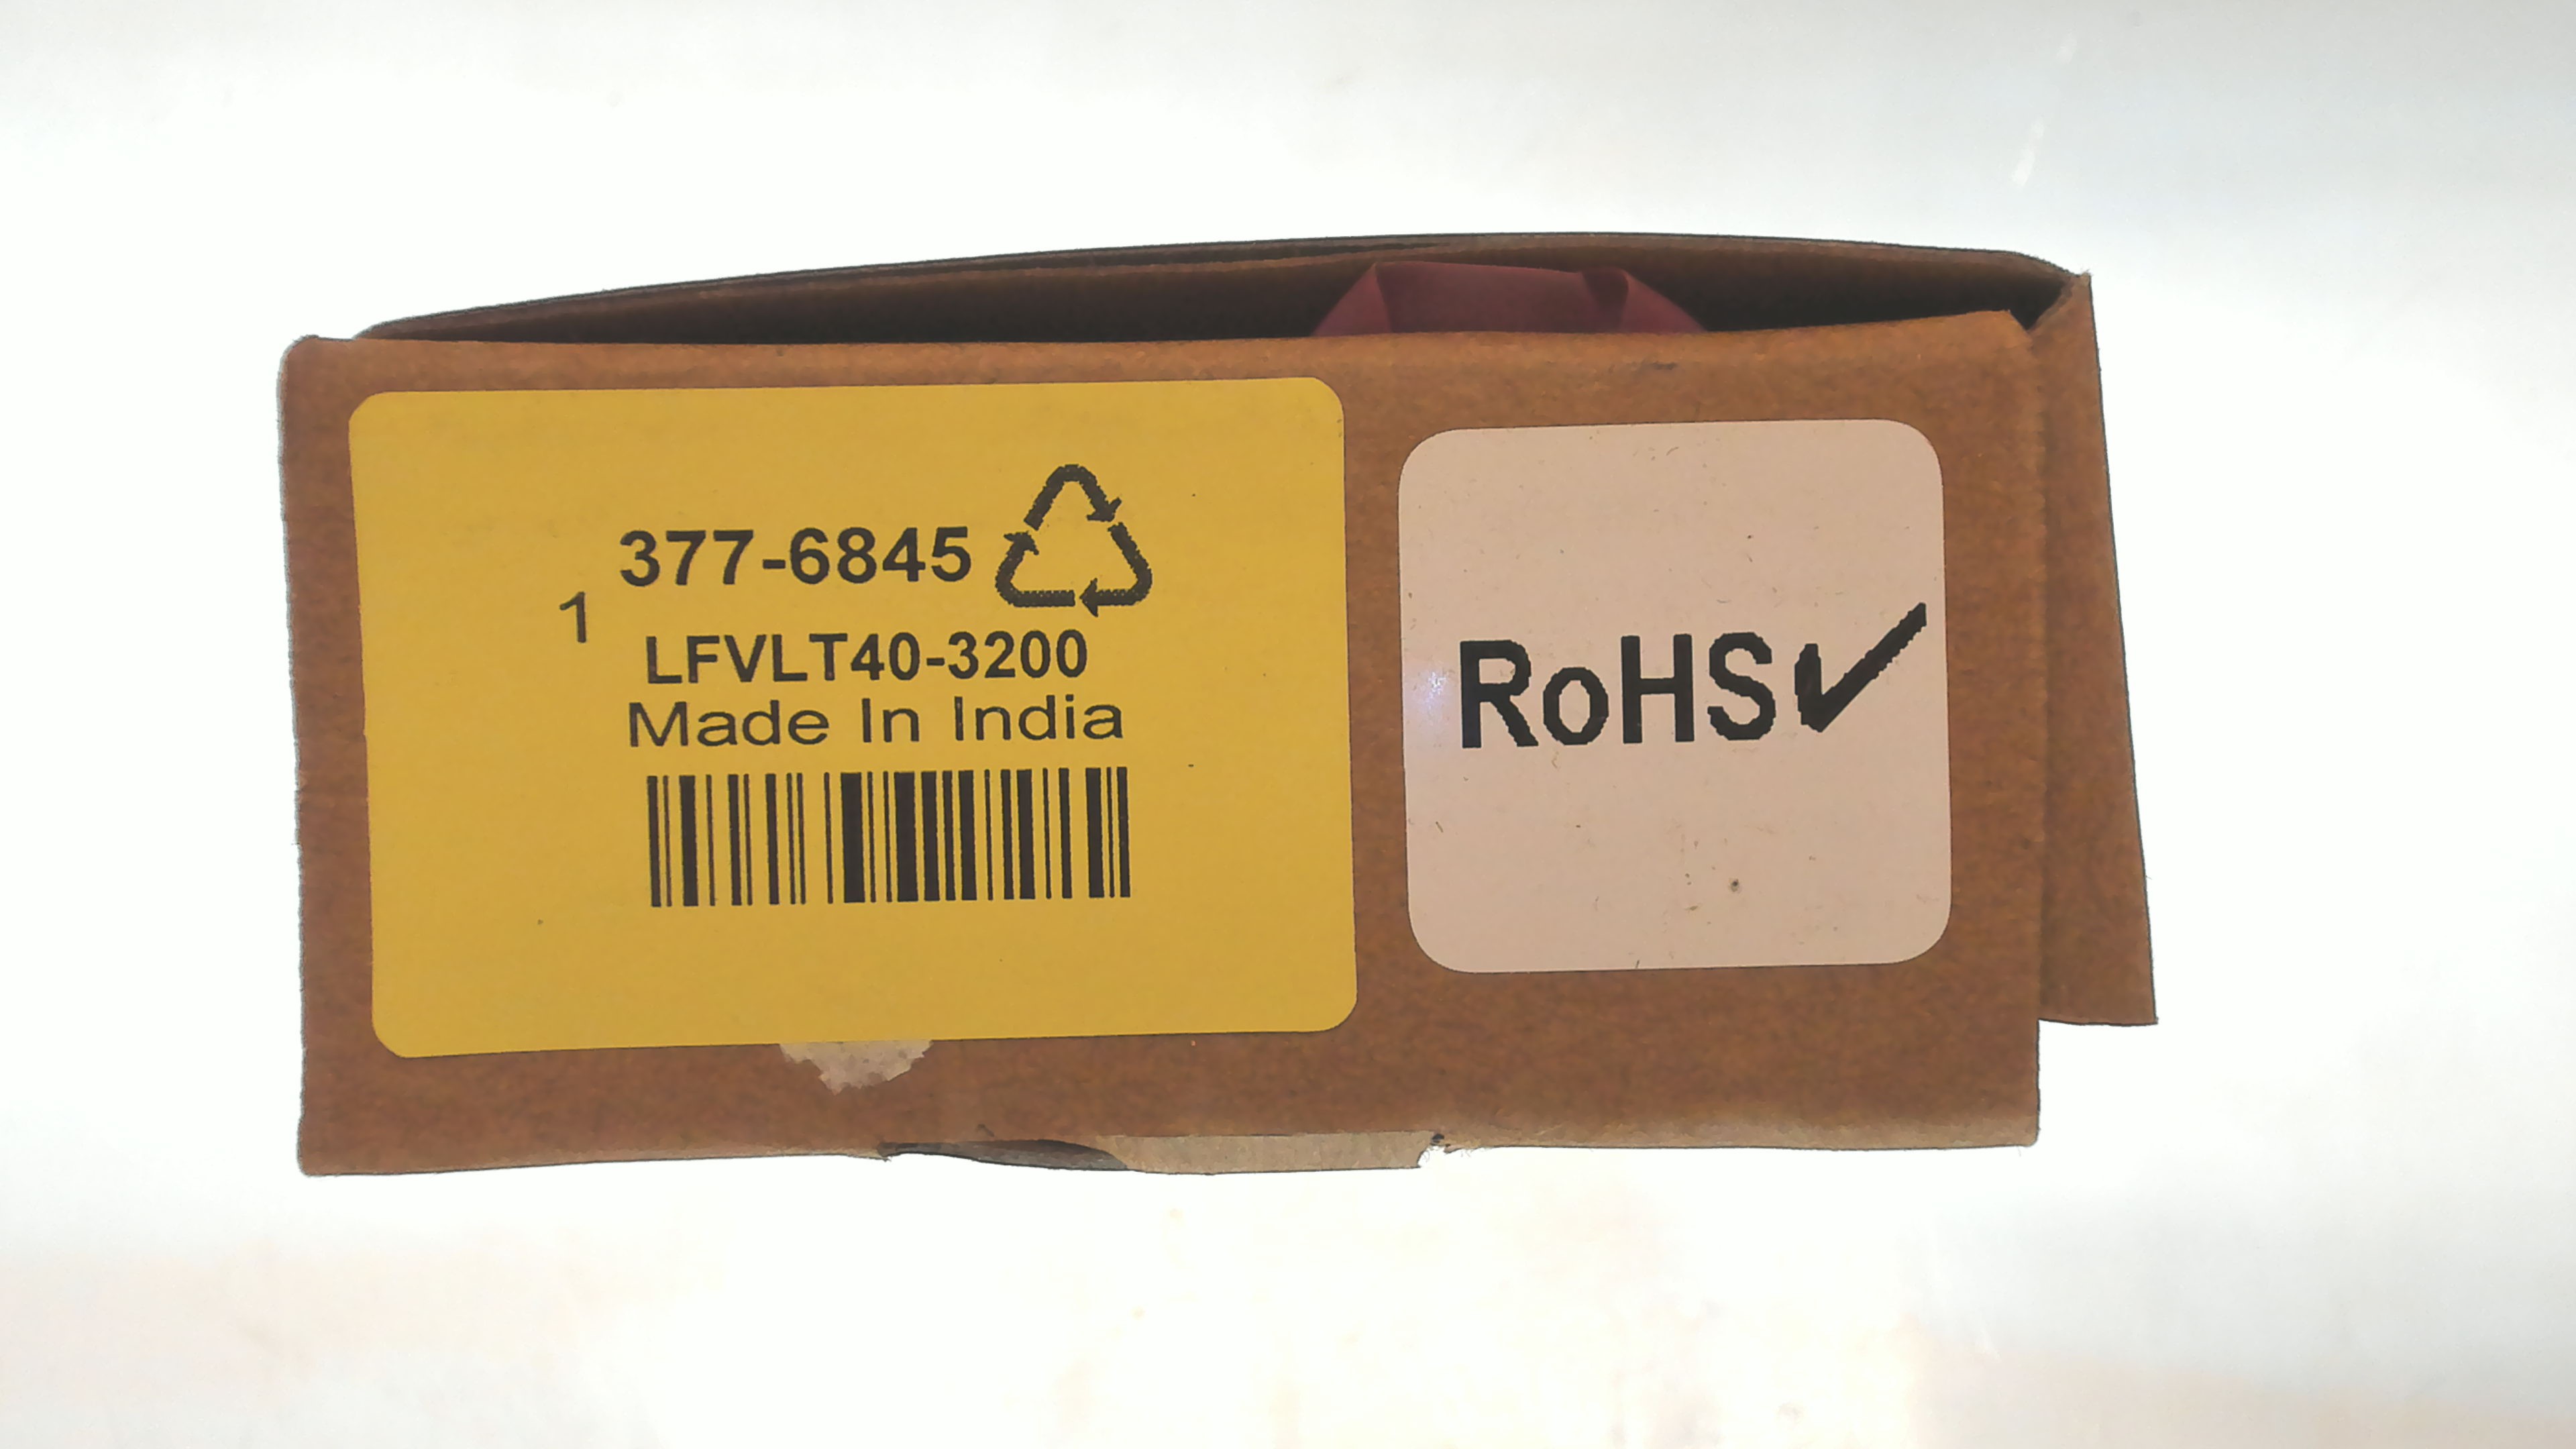 377-6845
1
LFVLT40-3200
Made In India
RoHS✓